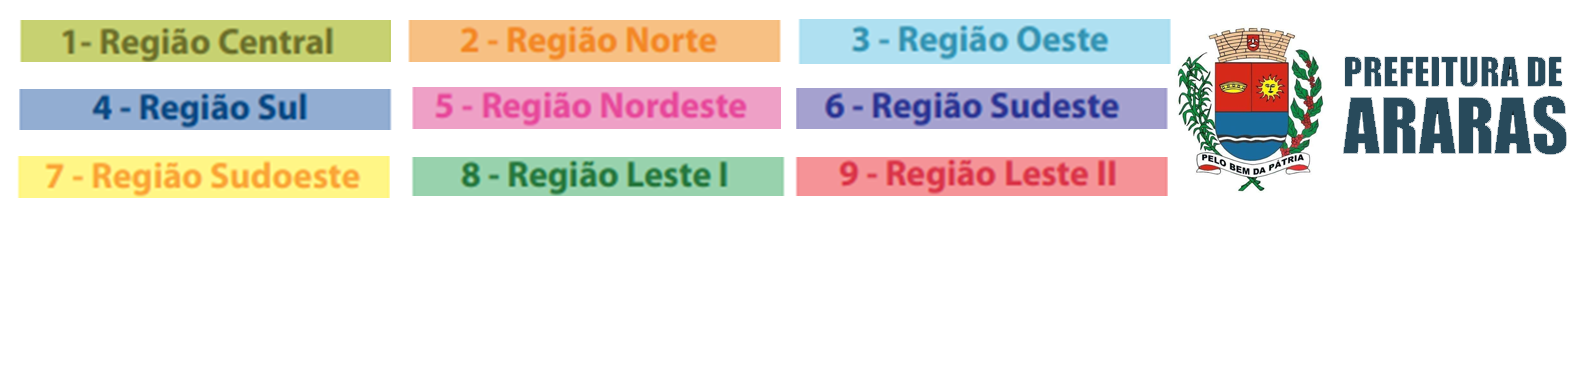 1- Região Central
2 - Região Norte
3 - Região Oeste
4 - Região Sul
5 - Região Nordeste
6 - Região Sudeste
7 - Região Sudoeste
8 - Região Leste I
9 - Região Leste II
PELO BEM DA PÁTRIA
PREFEITURA DE
ARARAS